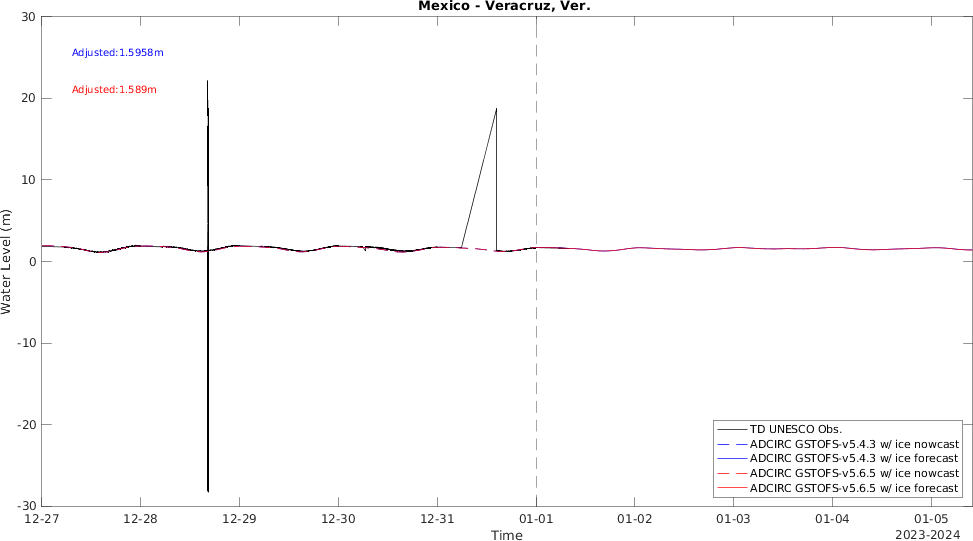 Mexico - Veracruz, Ver.
30
20
10
0
-10
-20
-30
Water Level (m)
Adjusted:1.5958m
Adjusted:1.589m
TD UNESCO Obs.
ADCIRC GSTOFS-v5.4.3 w/ ice nowcast
ADCIRC GSTOFS-v5.4.3 w/ ice forecast
ADCIRC GSTOFS-v5.6.5 w/ ice nowcast
ADCIRC GSTOFS-v5.6.5 w/ ice forecast
12-27 12-28 12-29 12-30 12-31 01-01 01-02 01-03 01-04 01-05
Time
2023-2024